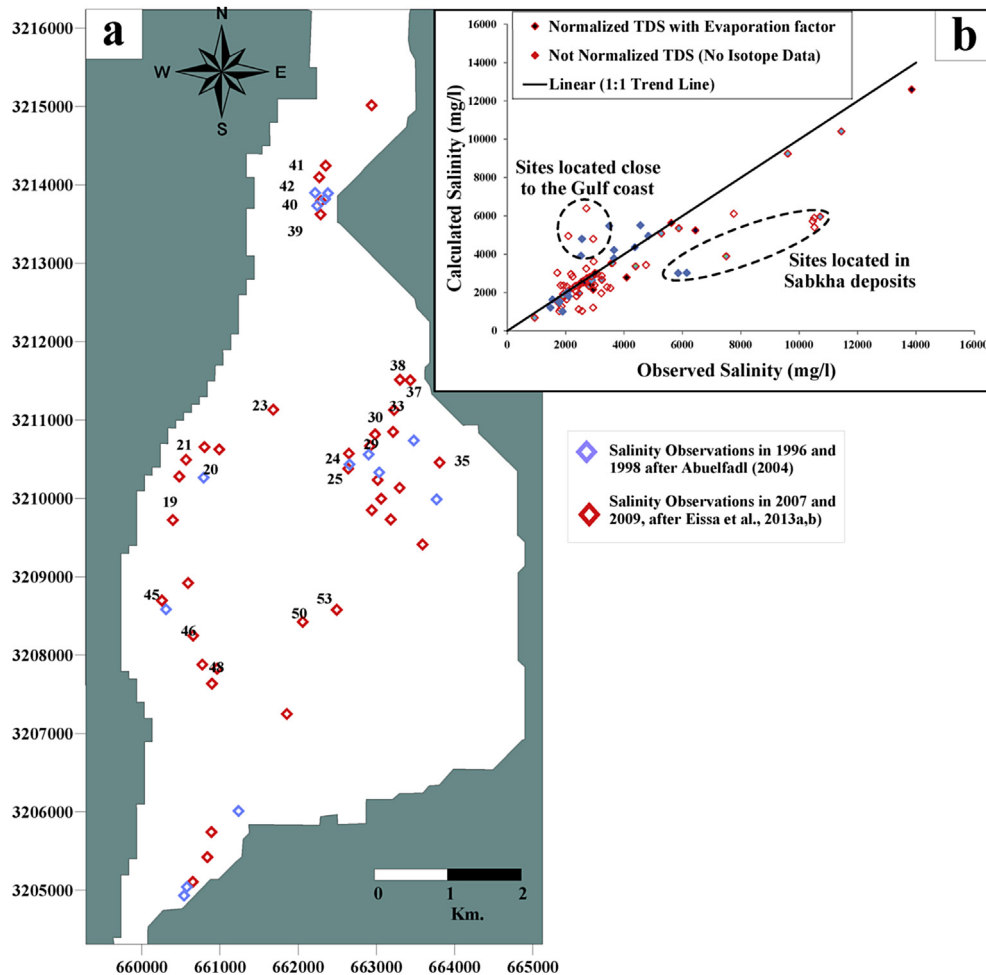 a
N
W
E
S
3216000
3215000
3214000
3213000
3212000
3211000
3210000
3209000
3208000
3207000
3206000
3205000
41
42
40
39
38
37
23
33
30
29
21
24
35
20
25
19
45
53
50
46
48
0 1 2
Km.
660000 661000 662000 663000 664000 665000
b
Normalized TDS with Evaporation factor
Not Normalized TDS (No Isotope Data)
Linear (1:1 Trend Line)
Calculated Salinity (mg/l)
16000
14000
12000
10000
8000
6000
4000
2000
0
Sites located close
to the Gulf coast
Sites located in
Sabkha deposits
0 2000 4000 6000 8000 10000 12000 14000 16000
Observed Salinity (mg/l)
Salinity Observations in 1996 and
1998 after Abuelfadl (2004)
Salinity Observations in 2007 and
2009, after Eissa et al., 2013a,b)